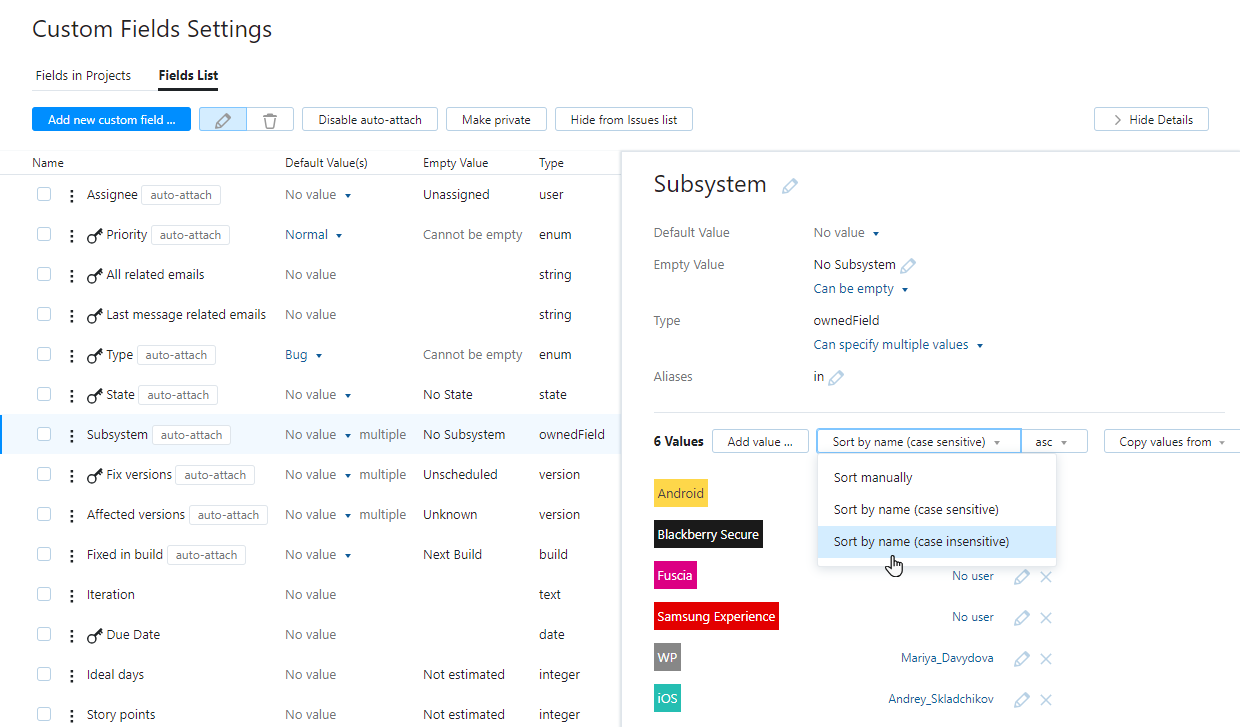 Custom Fields Settings
Fields in Projects Fields List
Add new custom field ... Disable auto-attach Make private Hide from Issues list Hide Details
Name Default Value(s) Empty Value Type
Assignee auto-attach No value Unassigned user
Priority auto-attach Normal Cannot be empty enum
All related emails No value string
Last message related emails No value string
Type auto-attach Bug Cannot be empty enum
State auto-attach No value No State state
Subsystem auto-attach No value multiple No Subsystem ownedField
Fix versions auto-attach No value multiple Unscheduled version
Affected versions auto-attach No value multiple Unknown version
Fixed in build auto-attach No value Next Build build
Iteration No value text
Due Date No value date
Ideal days No value Not estimated integer
Story points No value Not estimated integer
Subsystem
Default Value No value
Empty Value No Subsystem
Can be empty
Type ownedField
Can specify multiple values
Aliases in
6 Values Add value ... Sort by name (case sensitive) asc Copy values from
Sort manually
Sort by name (case sensitive)
Sort by name (case insensitive)
Android
Blackberry Secure
Fuscia No user
Samsung Experience No user
WP Mariya_Davydova
iOS Andrey_Skladchikov